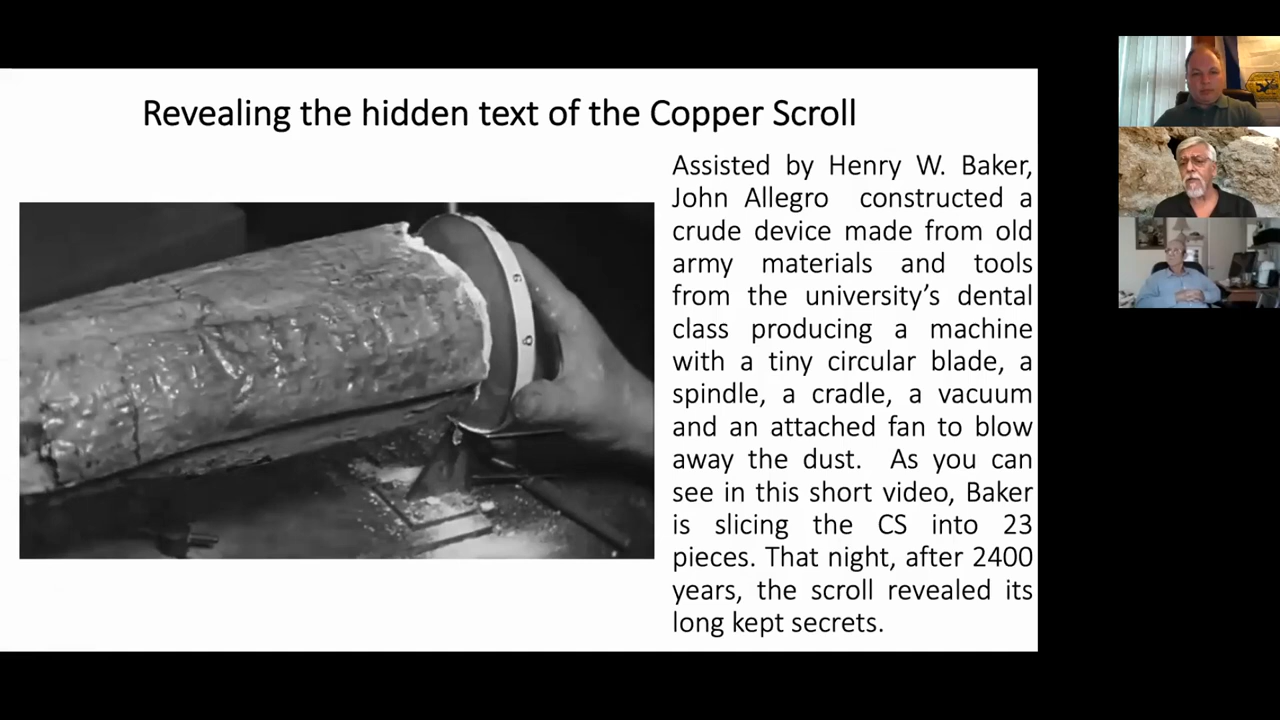 Revealing the hidden text of the Copper Scroll
Assisted by Henry W. Baker,
John Allegro constructed a
crude device made from old
army materials and tools
from the university’s dental
class producing a machine
with a tiny circular blade, a
spindle, a cradle, a vacuum
and an attached fan to blow
away the dust. As you can
see in this short video, Baker
is slicing the CS into 23
pieces. That night, after 2400
years, the scroll revealed its
long kept secrets.